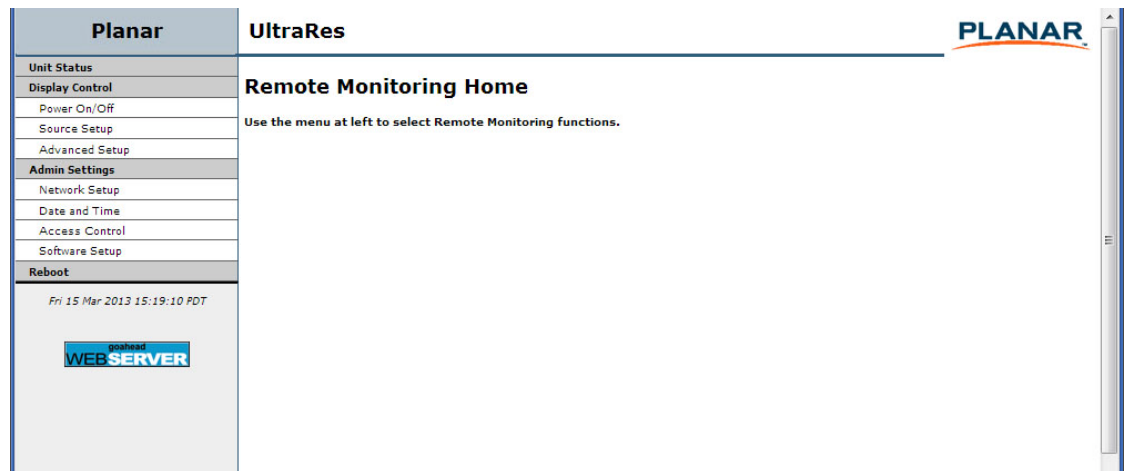 Planar
UltraRes
PLANAR™
Unit Status
Display Control
Power On/Off
Source Setup
Advanced Setup
Admin Settings
Network Setup
Date and Time
Access Control
Software Setup
Reboot
Fri 15 Mar 2013 15:19:10 PDT
goahead
WEBSERVER
Remote Monitoring Home
Use the menu at left to select Remote Monitoring functions.